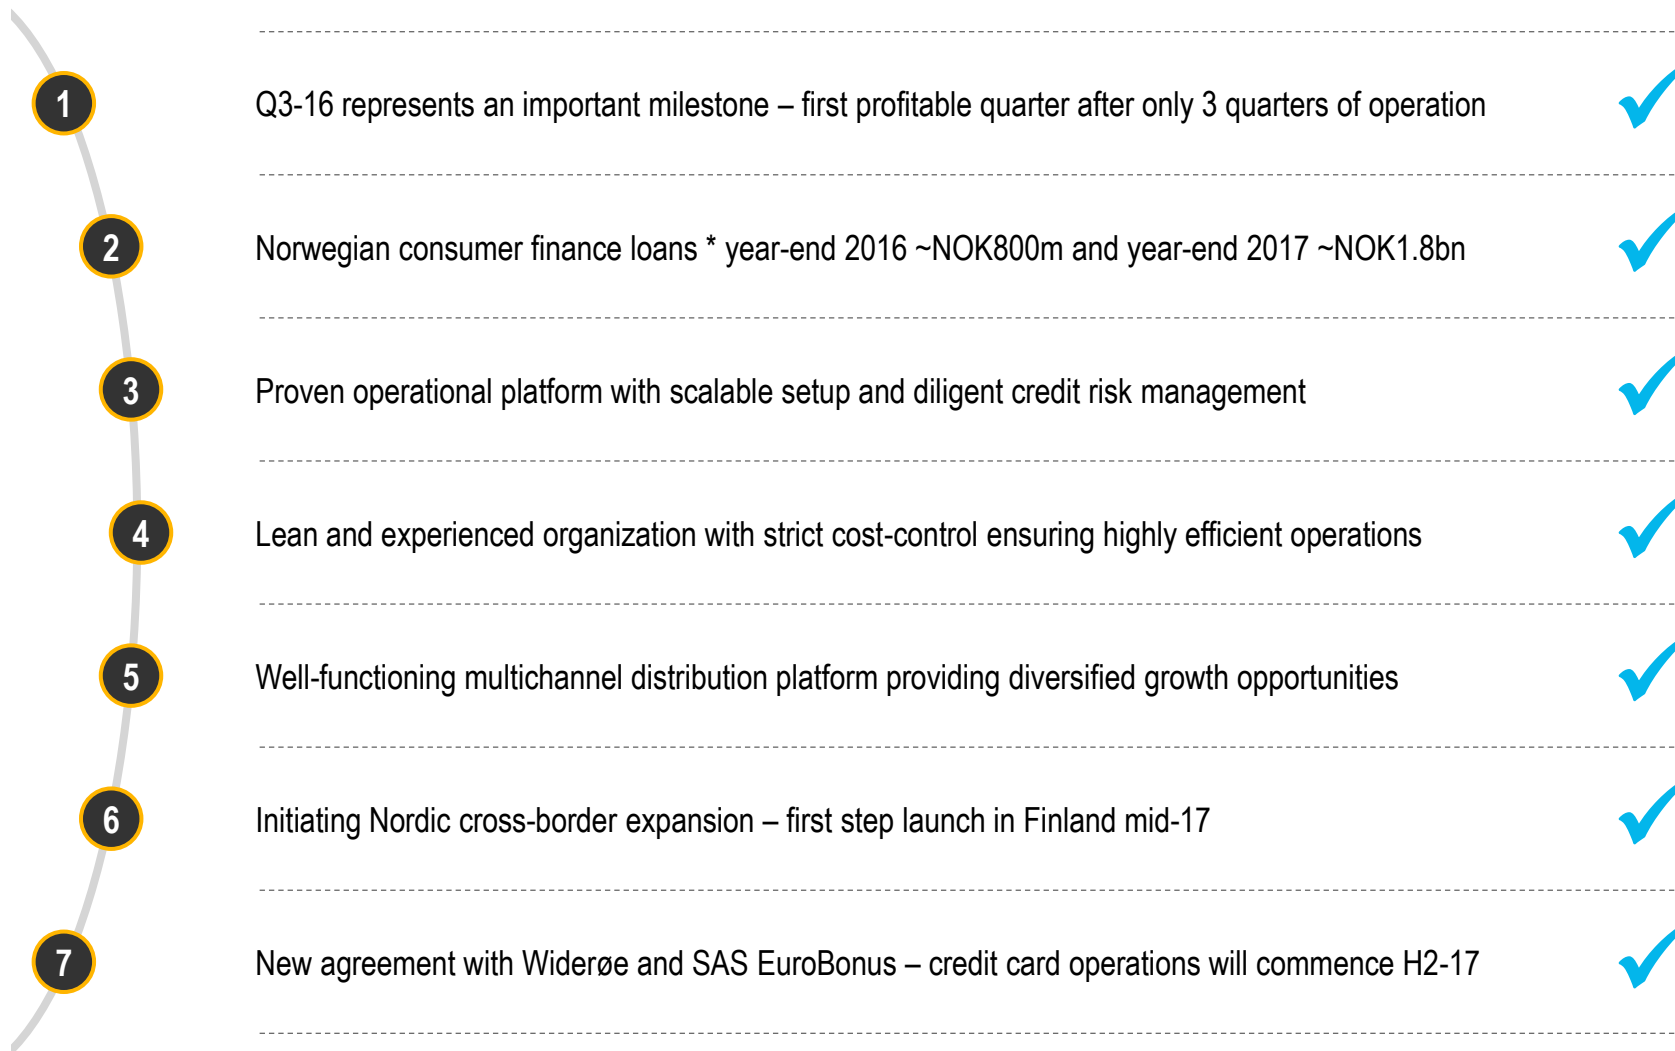 1
Q3-16 represents an important milestone – first profitable quarter after only 3 quarters of operation
2
Norwegian consumer finance loans * year-end 2016 ~NOK800m and year-end 2017 ~NOK1.8bn
3
Proven operational platform with scalable setup and diligent credit risk management
4
Lean and experienced organization with strict cost-control ensuring highly efficient operations
5
Well-functioning multichannel distribution platform providing diversified growth opportunities
6
Initiating Nordic cross-border expansion – first step launch in Finland mid-17
7
New agreement with Widerøe and SAS EuroBonus – credit card operations will commence H2-17